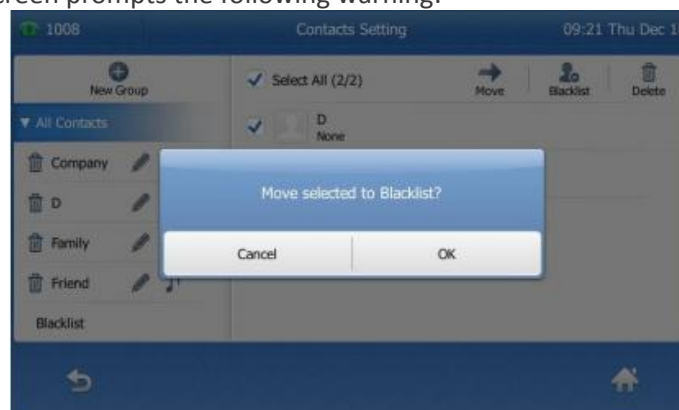 creen prompts the following warning:
1008 Contacts Setting 09:21 Thu Dec 1
New Group
Select All (2/2) Move Blacklist Delete
All Contacts
D
None
Company
Move selected to Blacklist?
D
Cancel OK
Family
Friend
Blacklist